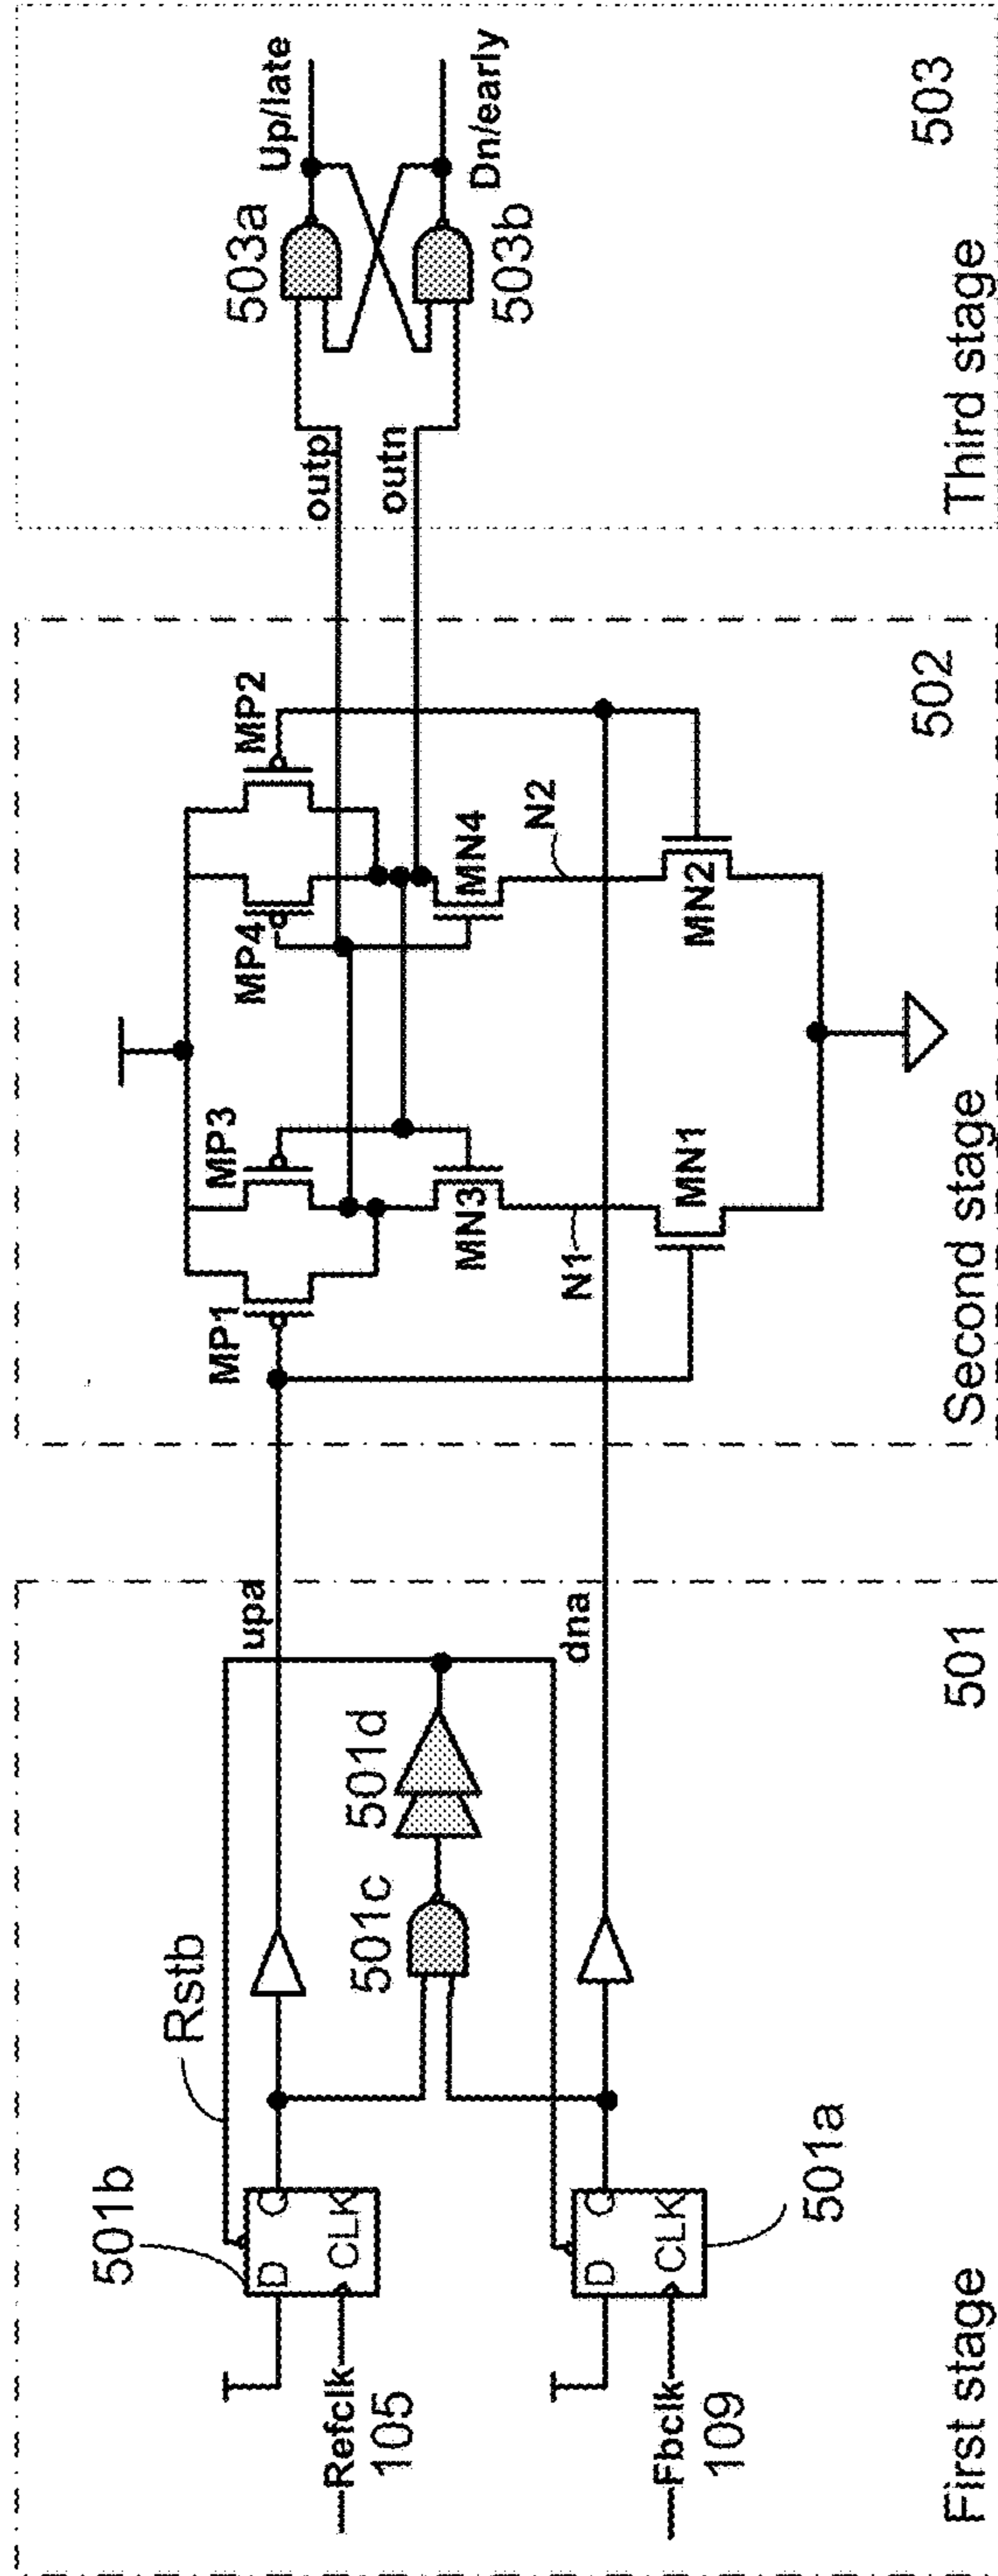 First stage
501
Refclk
105
Fbclk
109
501b
501a
D
Q
CLK
D
Q
CLK
Rstb
501c
501d
upa
dna
Second stage
502
MP1
MP3
MP4
MP2
MN3
MN4
N1
N2
MN1
MN2
Third stage
503
outp
outn
503a
503b
Up/late
Dn/early